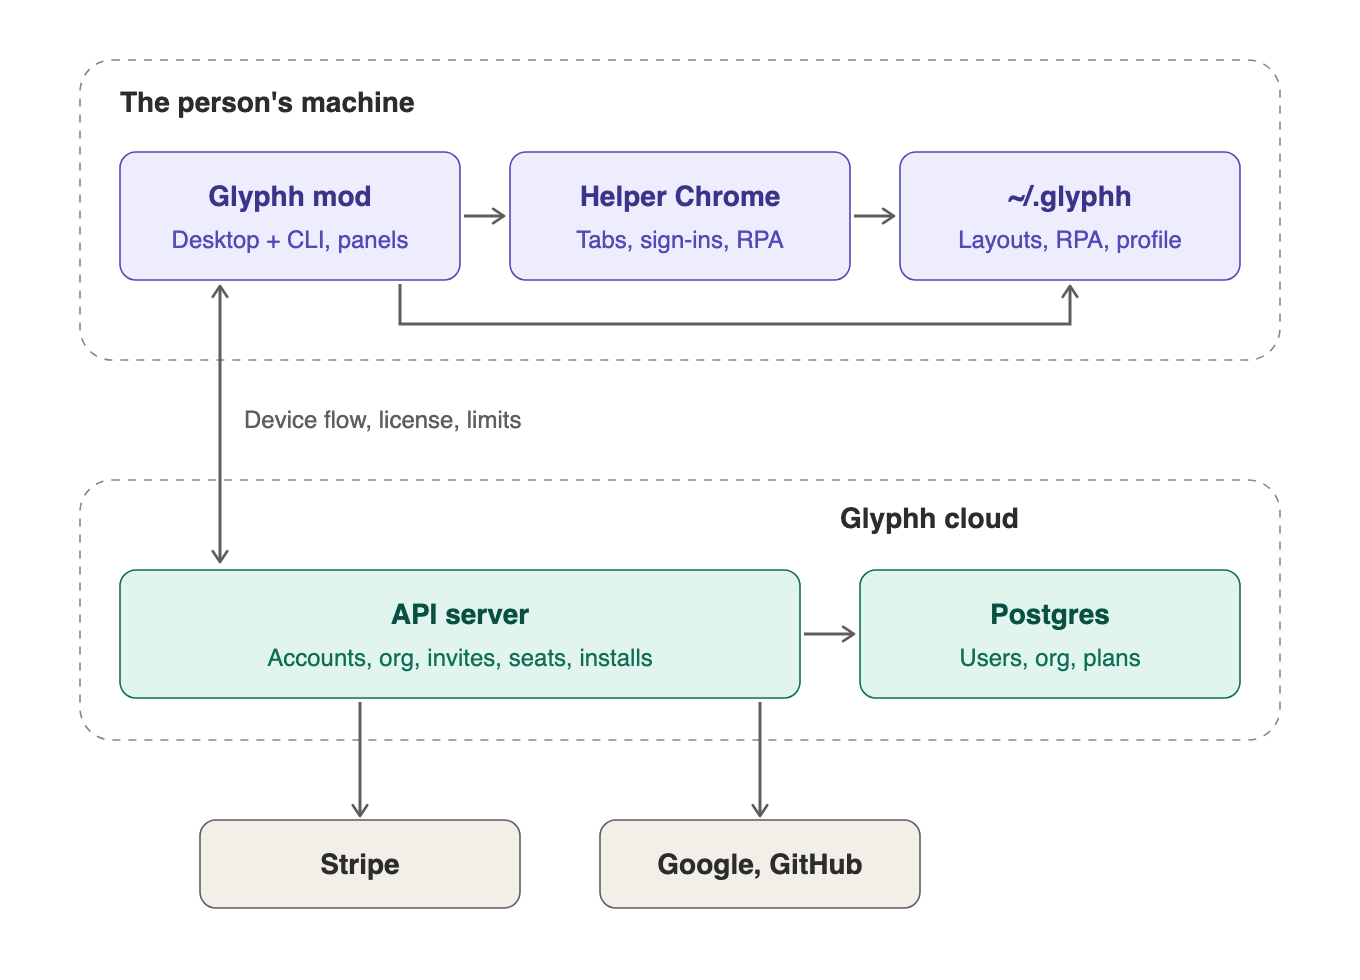 The person's machine
Glyphh mod
Desktop + CLI, panels
Helper Chrome
Tabs, sign-ins, RPA
~/.glyphh
Layouts, RPA, profile
Device flow, license, limits
Glyphh cloud
API server
Accounts, org, invites, seats, installs
Postgres
Users, org, plans
Stripe
Google, GitHub